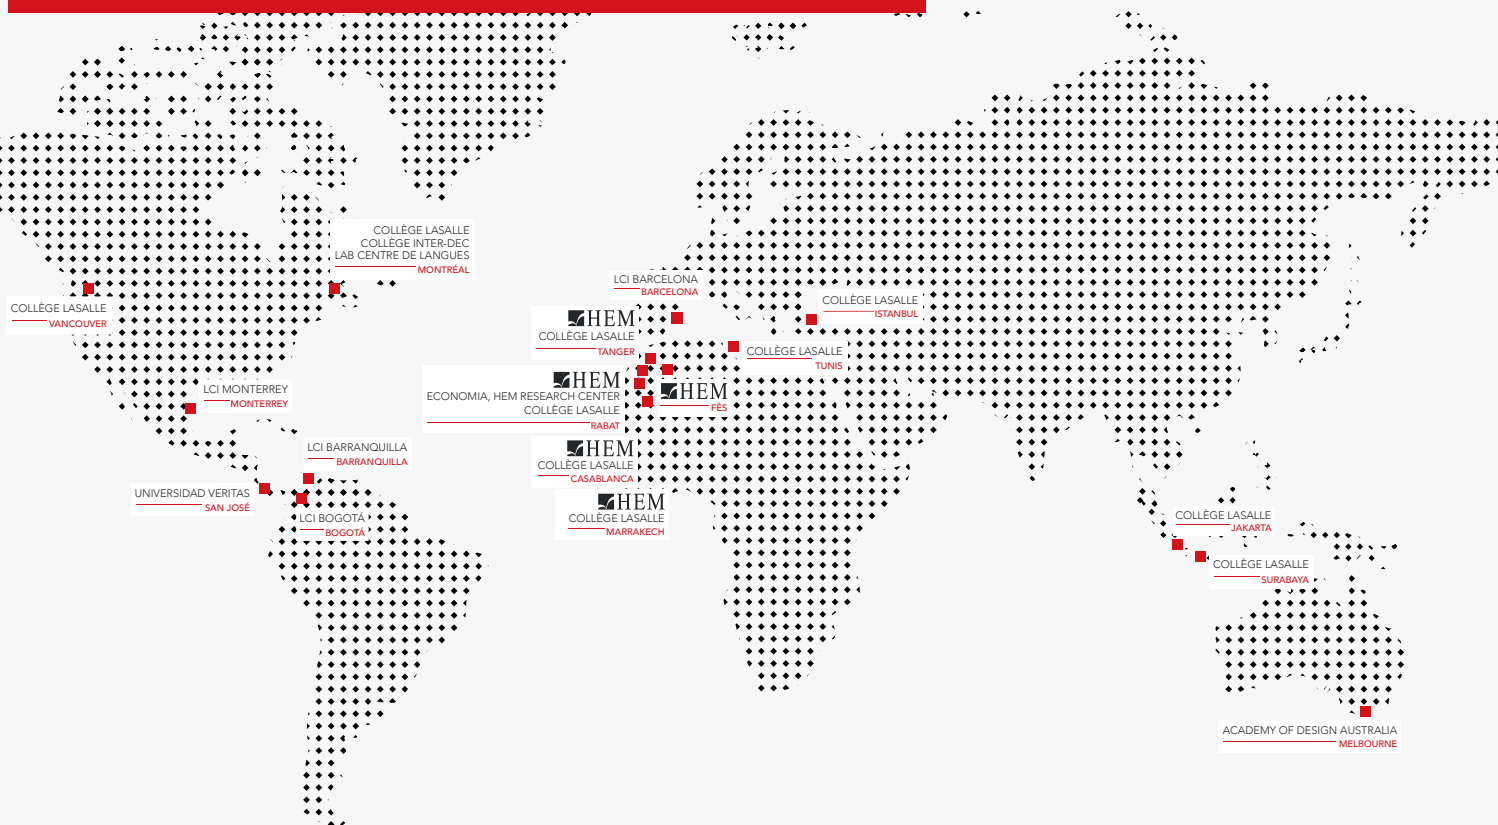 COLLÈGE LASALLE
COLLÈGE INTER-DEC
LAB CENTRE DE LANGUES
MONTRÉAL
COLLÈGE LASALLE
VANCOUVER
LCI BARCELONA
BARCELONA
COLLÈGE LASALLE
ISTANBUL
HEM
COLLÈGE LASALLE
TANGER
COLLÈGE LASALLE
TUNIS
HEM
ECONOMIA, HEM RESEARCH CENTER
COLLÈGE LASALLE
RABAT
HEM
FÈS
LCI MONTERREY
MONTERREY
LCI BARRANQUILLA
BARRANQUILLA
HEM
COLLÈGE LASALLE
CASABLANCA
UNIVERSIDAD VERITAS
SAN JOSÉ
HEM
COLLÈGE LASALLE
MARRAKECH
LCI BOGOTÁ
BOGOTÁ
COLLÈGE LASALLE
JAKARTA
COLLÈGE LASALLE
SURABAYA
ACADEMY OF DESIGN AUSTRALIA
MELBOURNE